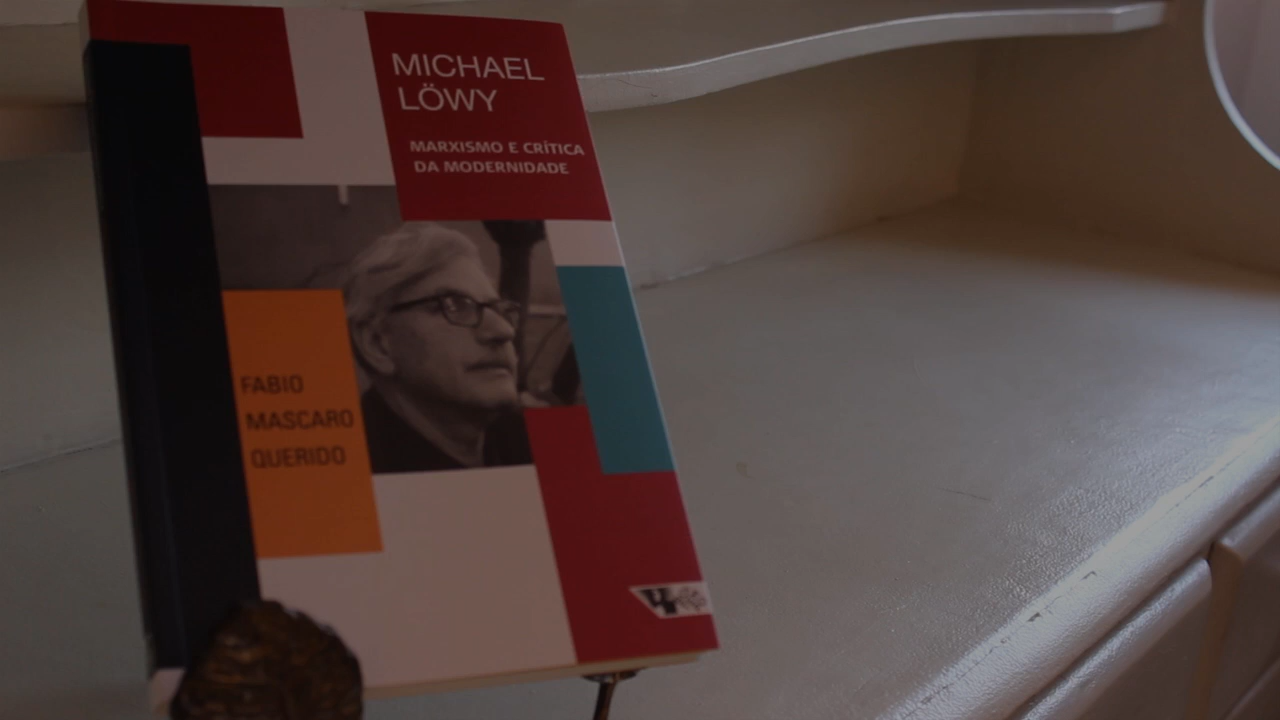 MICHAEL
LÖWY
MARXISMO E CRÍTICA
DA MODERNIDADE
FABIO
MASCARO
QUERIDO